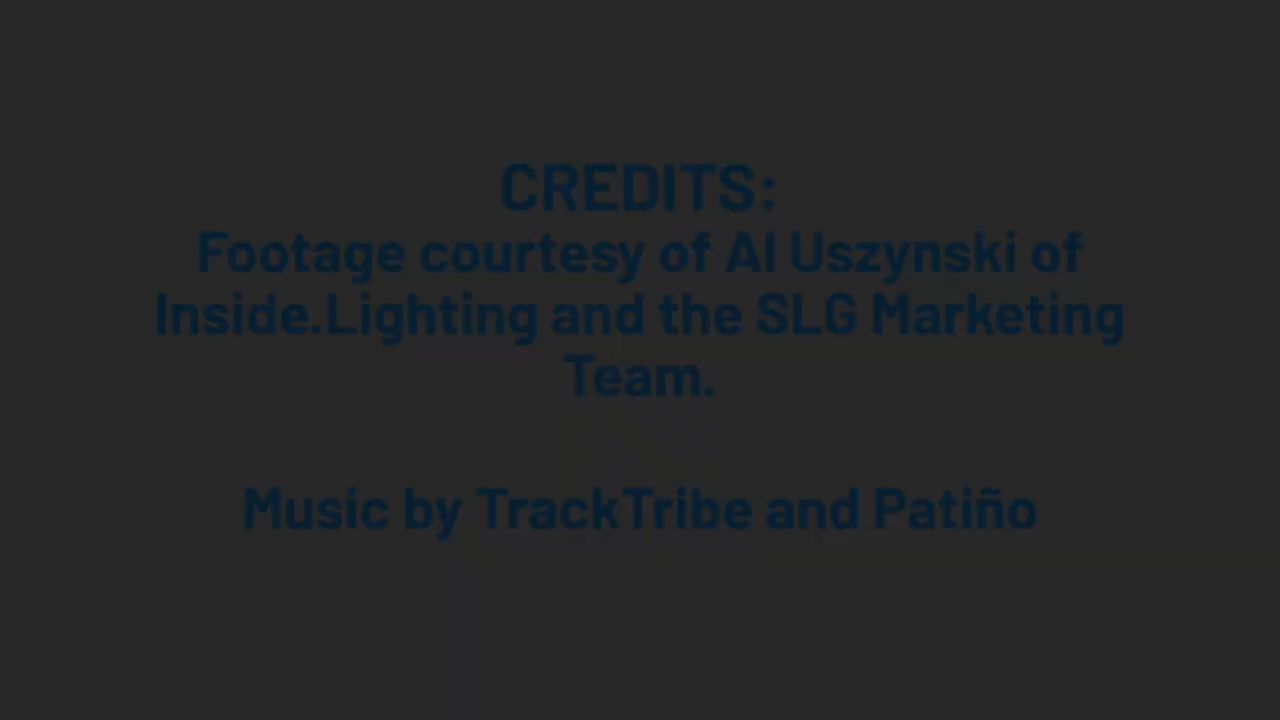 CREDITS:
Footage courtesy of Al Uszynski of
Inside.Lighting and the SLG Marketing
Team.
Music by TrackTribe and Patiño